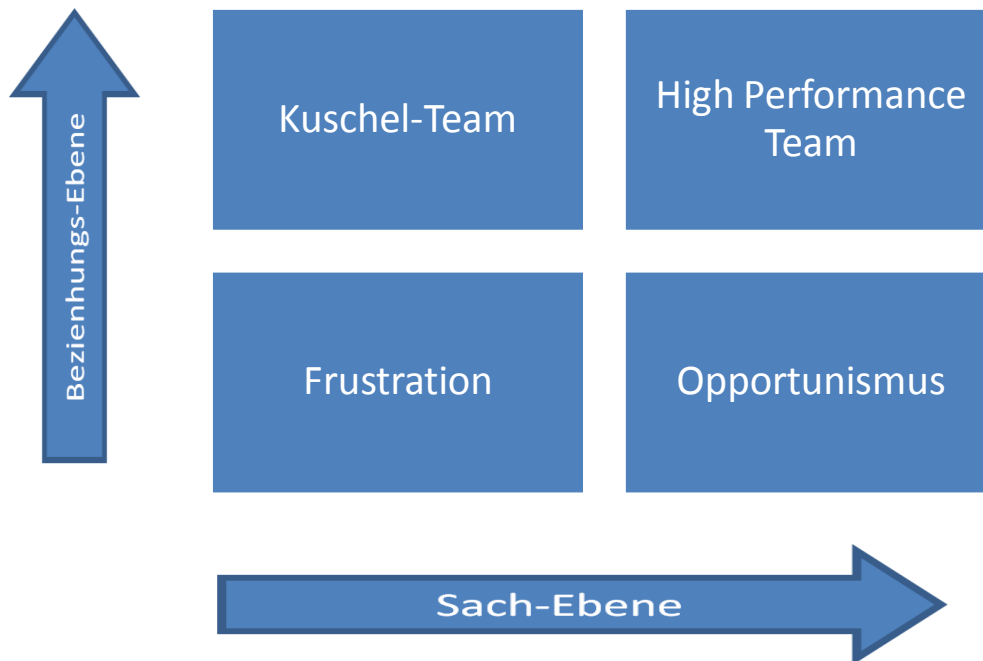 Beziehungs-Ebene
Kuschel-Team
High Performance
Team
Frustration
Opportunismus
Sach-Ebene